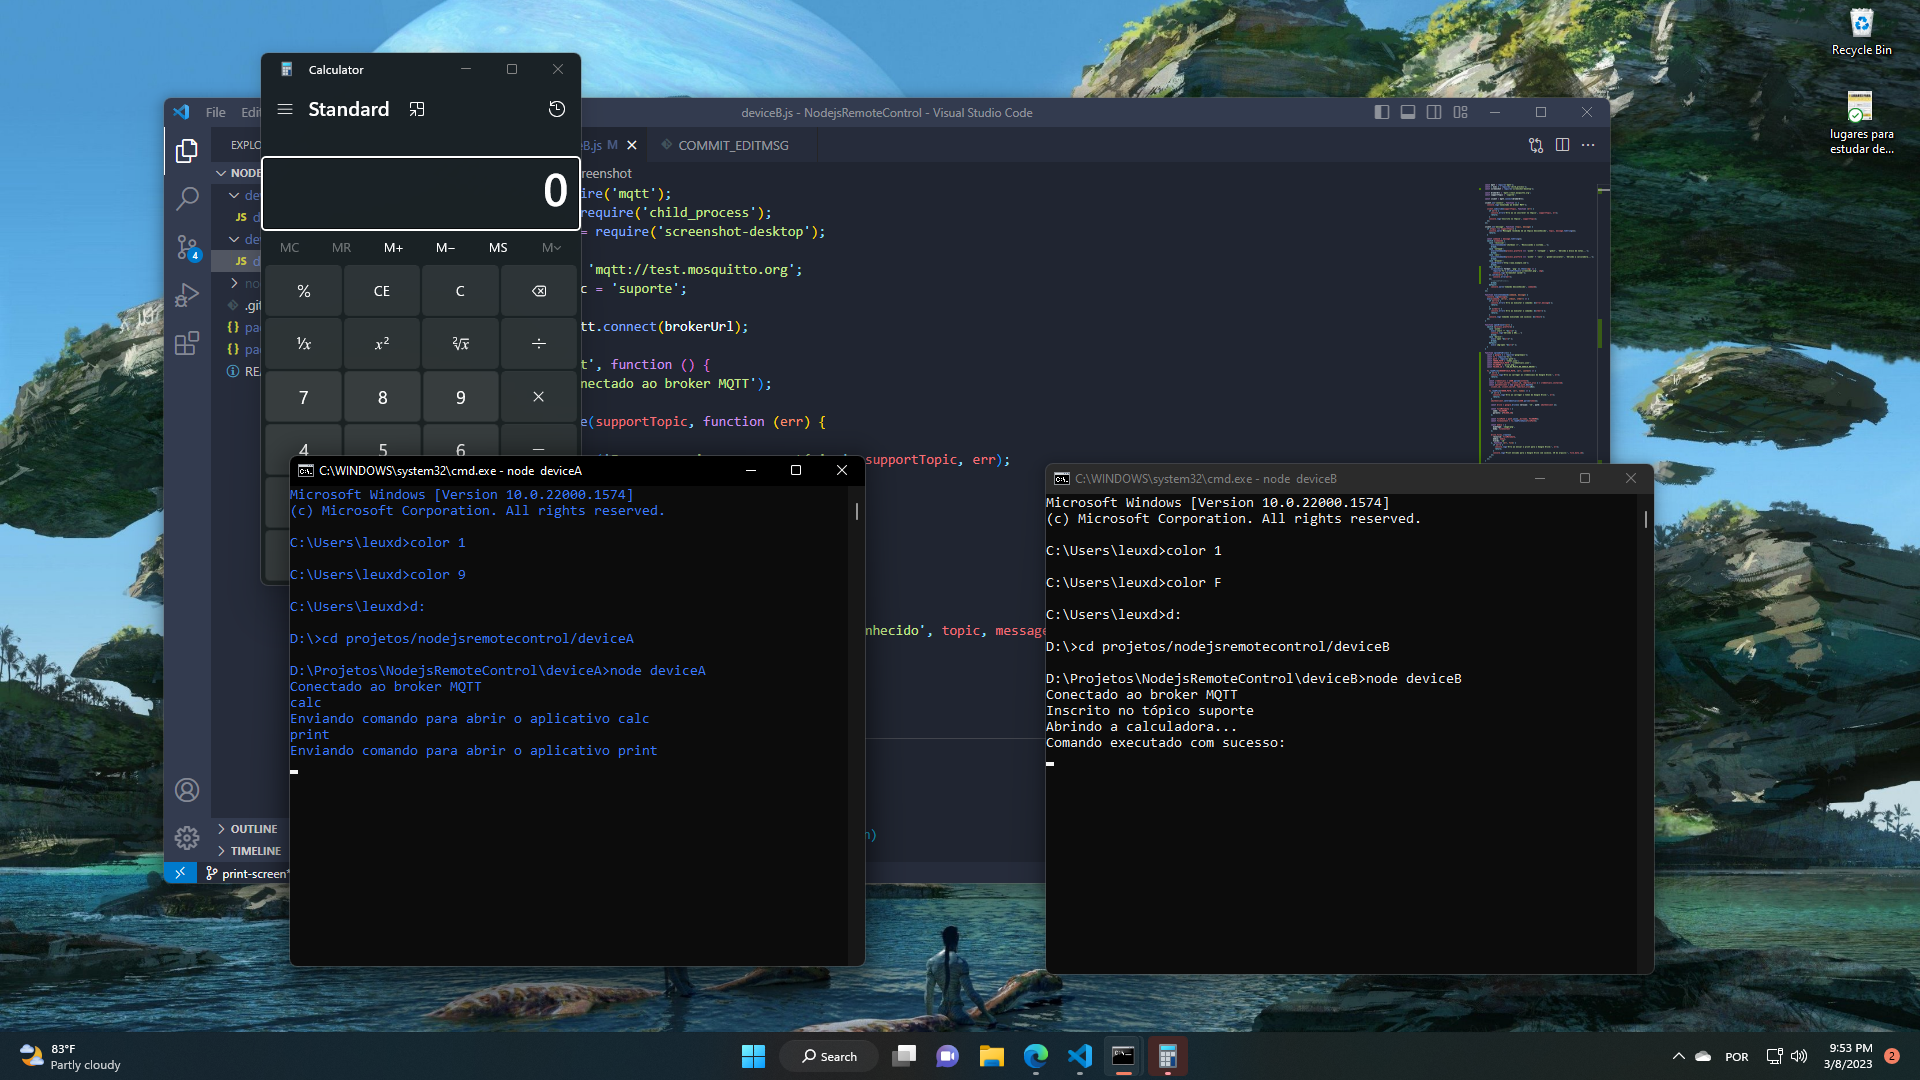 Recycle Bin
lugares para
estudar de...
Calculator
Standard
0
MC MR M+ M− MS M
% CE C
¹/x x² ²√x ÷
7 8 9 ×
4 5 6 −
File Edi
deviceB.js - NodejsRemoteControl - Visual Studio Code
EXPLO
B.js M
COMMIT_EDITMSG
NODE
de
JS d
de
JS d
no
.git
{} pac
{} pac
RE
4
reenshot
ire('mqtt');
require('child_process');
= require('screenshot-desktop');
'mqtt://test.mosquitto.org';
c = 'suporte';
tt.connect(brokerUrl);
t', function () {
nectado ao broker MQTT');
e(supportTopic, function (err) {
supportTopic, err);
nhecido', topic, message
n)
OUTLINE
TIMELINE
print-screen*
C:\WINDOWS\system32\cmd.exe - node deviceA
Microsoft Windows [Version 10.0.22000.1574]
(c) Microsoft Corporation. All rights reserved.
C:\Users\leuxd>color 1
C:\Users\leuxd>color 9
C:\Users\leuxd>d:
D:\>cd projetos/nodejsremotecontrol/deviceA
D:\Projetos\NodejsRemoteControl\deviceA>node deviceA
Conectado ao broker MQTT
calc
Enviando comando para abrir o aplicativo calc
print
Enviando comando para abrir o aplicativo print
C:\WINDOWS\system32\cmd.exe - node deviceB
Microsoft Windows [Version 10.0.22000.1574]
(c) Microsoft Corporation. All rights reserved.
C:\Users\leuxd>color 1
C:\Users\leuxd>color F
C:\Users\leuxd>d:
D:\>cd projetos/nodejsremotecontrol/deviceB
D:\Projetos\NodejsRemoteControl\deviceB>node deviceB
Conectado ao broker MQTT
Inscrito no tópico suporte
Abrindo a calculadora...
Comando executado com sucesso:
83°F
Partly cloudy
Search
POR
9:53 PM
3/8/2023
2